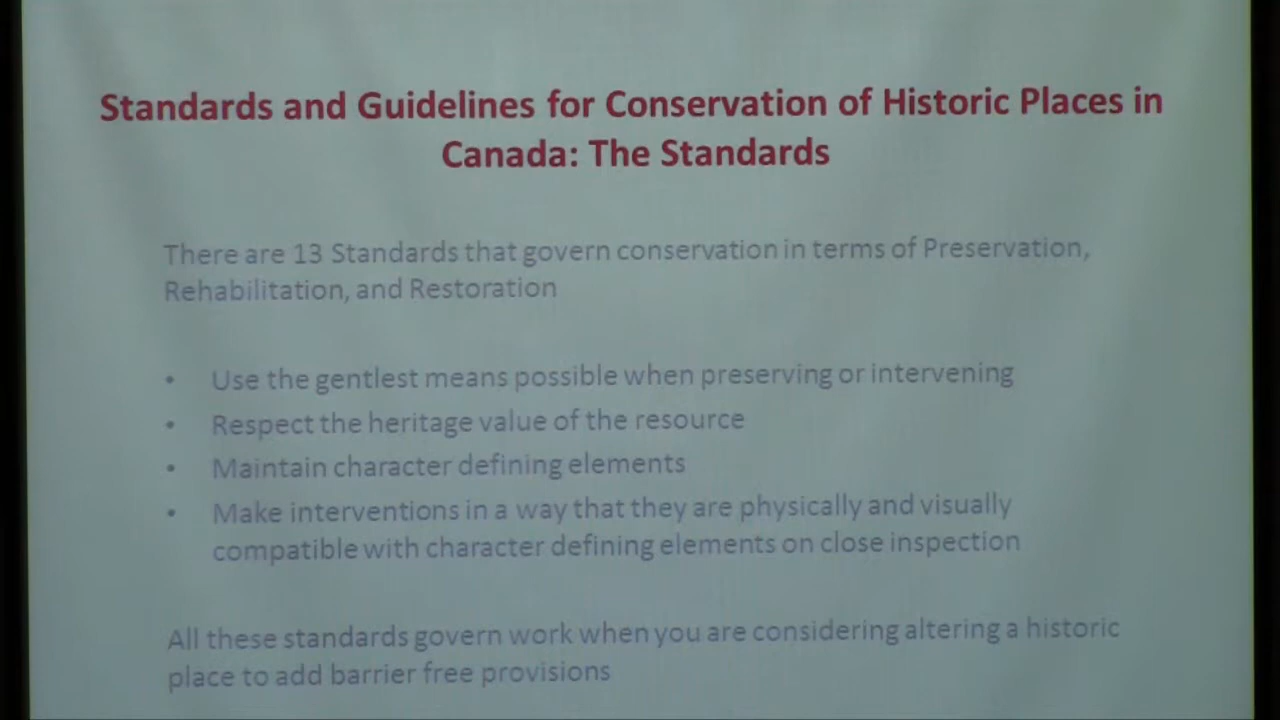 Standards and Guidelines for Conservation of Historic Places in
Canada: The Standards
There are 13 Standards that govern conservation in terms of Preservation,
Rehabilitation, and Restoration
• Use the gentlest means possible when preserving or intervening
• Respect the heritage value of the resource
• Maintain character defining elements
• Make interventions in a way that they are physically and visually
compatible with character defining elements on close inspection
All these standards govern work when you are considering altering a historic
place to add barrier free provisions